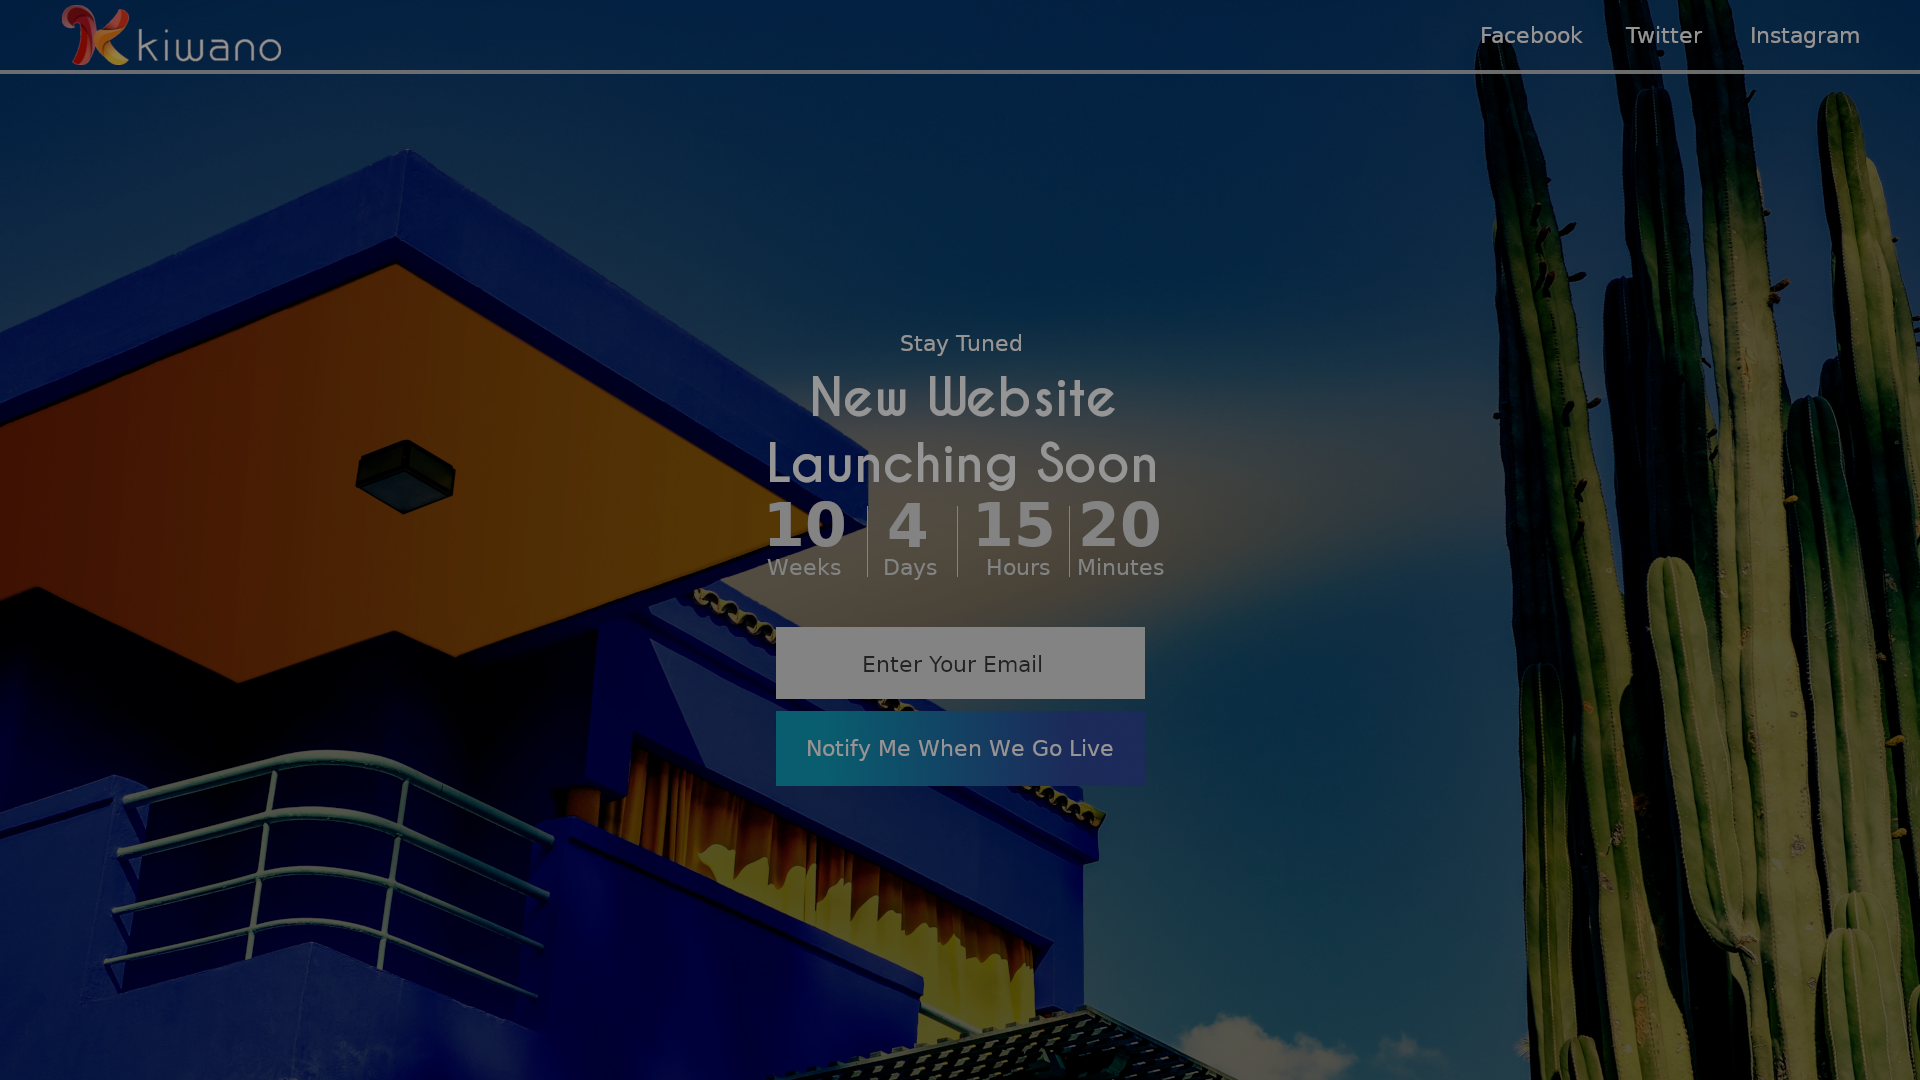 kiwano
Facebook Twitter Instagram
Stay Tuned
New Website
Launching Soon
10 4 15 20
Weeks Days Hours Minutes
Enter Your Email
Notify Me When We Go Live